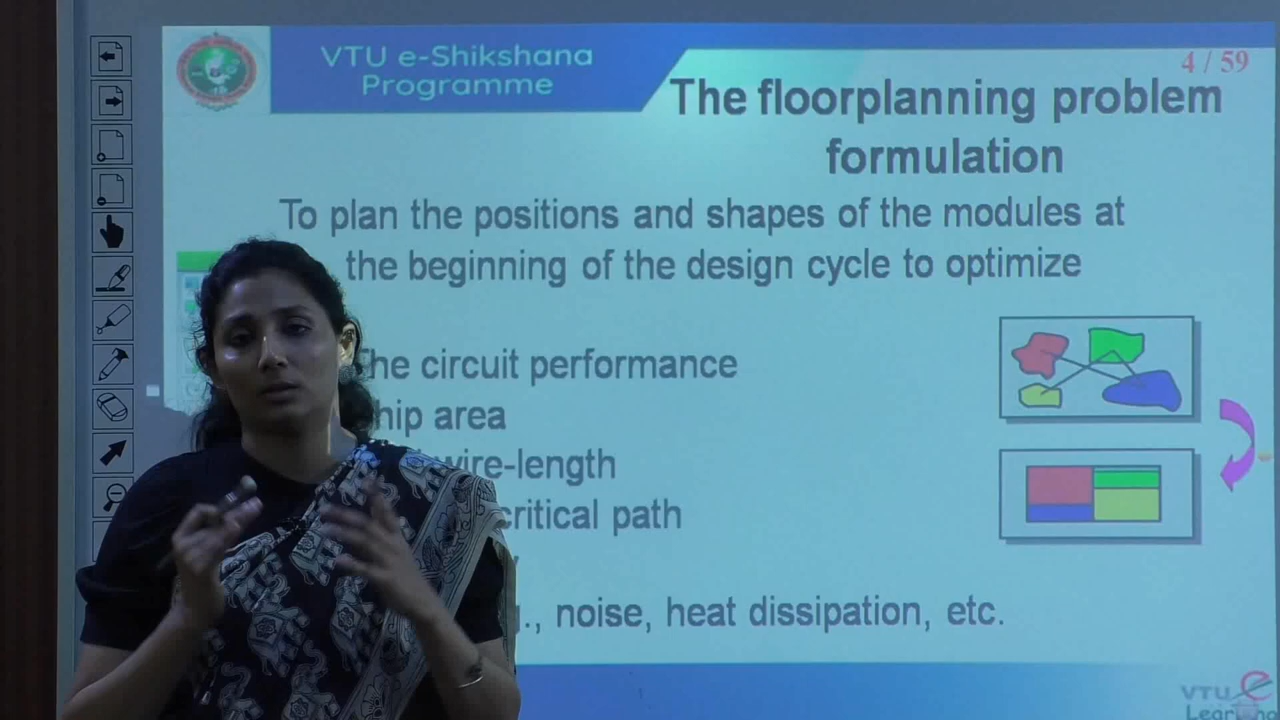 VTU e-Shikshana
Programme
4 / 59
The floorplanning problem
formulation
To plan the positions and shapes of the modules at
the beginning of the design cycle to optimize
he circuit performance
hip area
wire-length
critical path
., noise, heat dissipation, etc.
VTU e
Learning